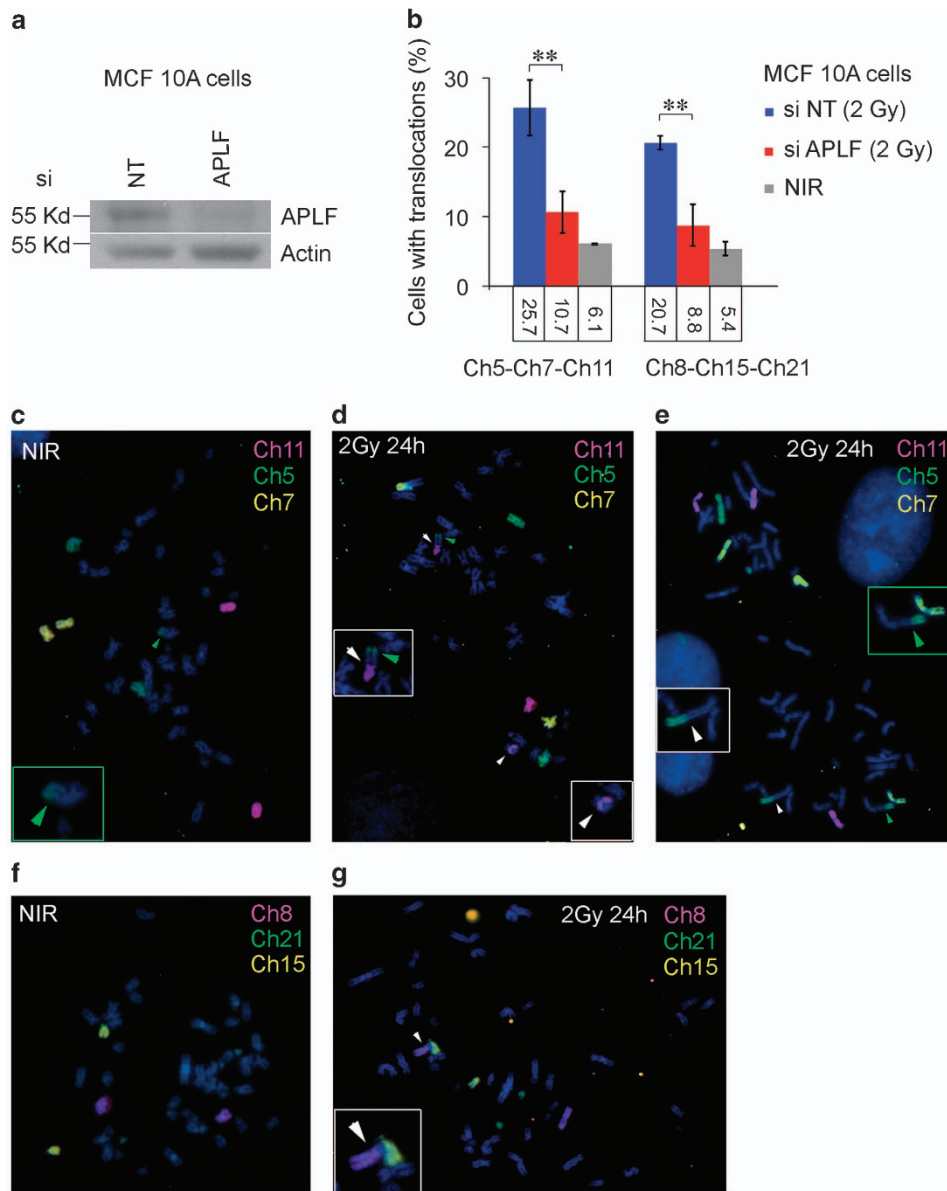 a
MCF 10A cells
si
NT
APLF
55 Kd
APLF
55 Kd
Actin
b
Cells with translocations (%)
30
20
10
0
**
**
25.7
10.7
6.1
20.7
8.8
5.4
Ch5-Ch7-Ch11
Ch8-Ch15-Ch21
MCF 10A cells
si NT (2 Gy)
si APLF (2 Gy)
NIR
c
NIR
Ch11
Ch5
Ch7
d
2Gy 24h
Ch11
Ch5
Ch7
e
2Gy 24h
Ch11
Ch5
Ch7
f
NIR
Ch8
Ch21
Ch15
g
2Gy 24h
Ch8
Ch21
Ch15